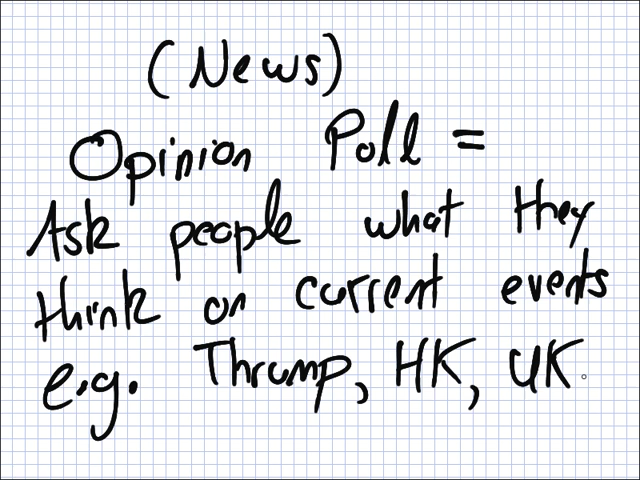 (News)
Opinion Poll =
Ask people what they
think on current events
e.g. Thrump, HK, UK.